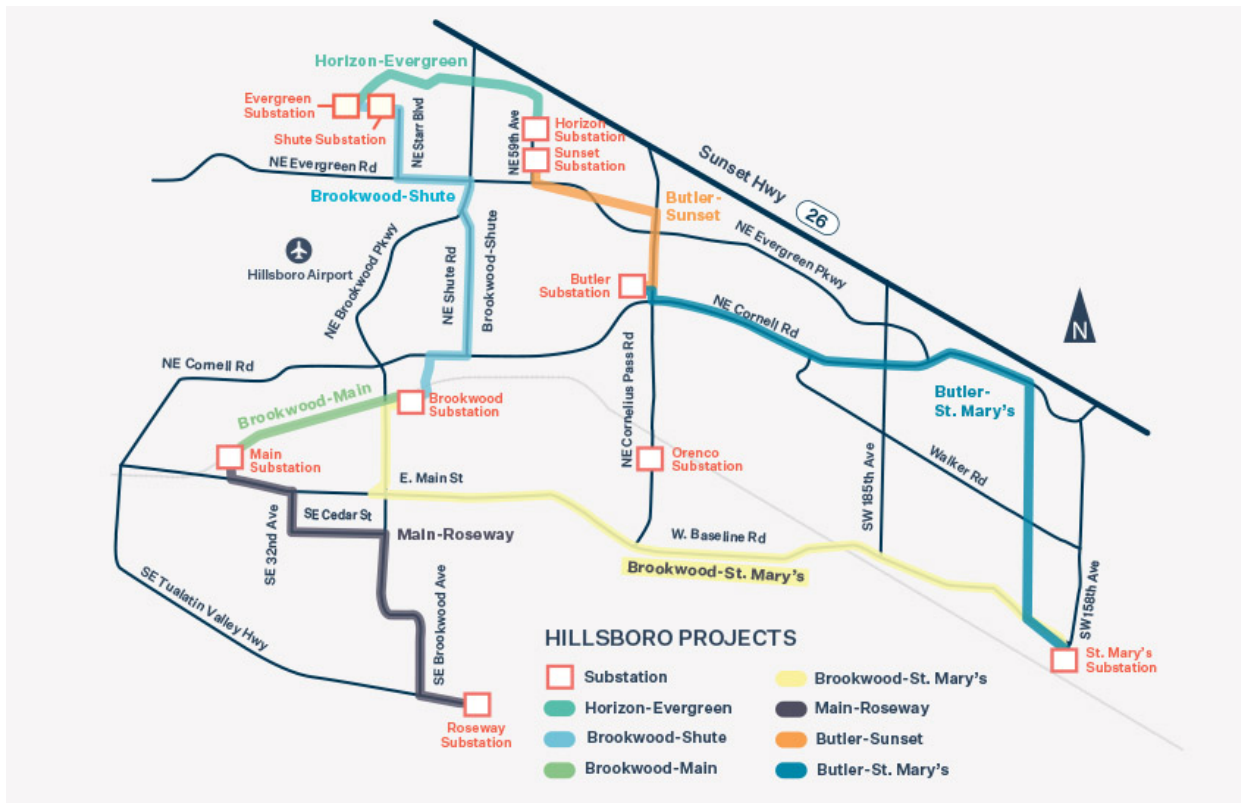 Horizon-Evergreen
Evergreen
Substation
Shute Substation
NE Starr Blvd
NE 59th Ave
Horizon
Substation
Sunset
Substation
Sunset Hwy
26
NE Evergreen Rd
Brookwood-Shute
Butler-
Sunset
NE Evergreen Pkwy
Hillsboro Airport
NE Brookwood Pkwy
NE Shute Rd
Brookwood-Shute
Butler
Substation
NE Cornell Rd
N
NE Cornell Rd
NE Cornelius Pass Rd
Brookwood-Main
Brookwood
Substation
Butler-
St. Mary's
Main
Substation
Orenco
Substation
SW 185th Ave
Walker Rd
E. Main St
SE 32nd Ave
SE Cedar St
Main-Roseway
W. Baseline Rd
Brookwood-St. Mary's
SE Tualatin Valley Hwy
SE Brookwood Ave
SW 158th Ave
St. Mary's
Substation
Roseway
Substation
HILLSBORO PROJECTS
Substation
Horizon-Evergreen
Brookwood-Shute
Brookwood-Main
Brookwood-St. Mary's
Main-Roseway
Butler-Sunset
Butler-St. Mary's